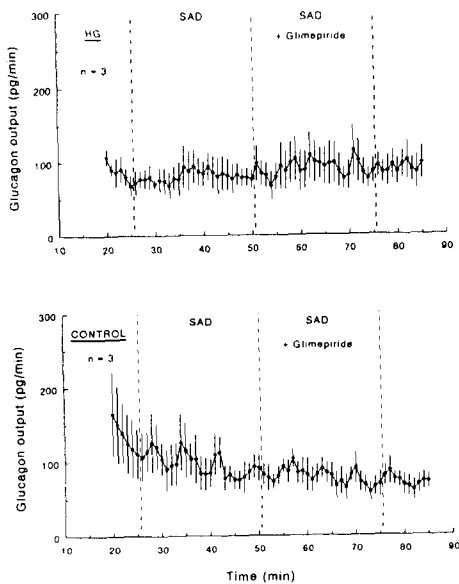 300
SAD
SAD
HG
+ Glimepiride
n = 3
200
100
0
Glucagon output (pg/min)
10 20 30 40 50 60 70 80 90
300
SAD
SAD
CONTROL
+ Glimepiride
n = 3
200
100
0
Glucagon output (pg/min)
10 20 30 40 50 60 70 80 90
Time (min)